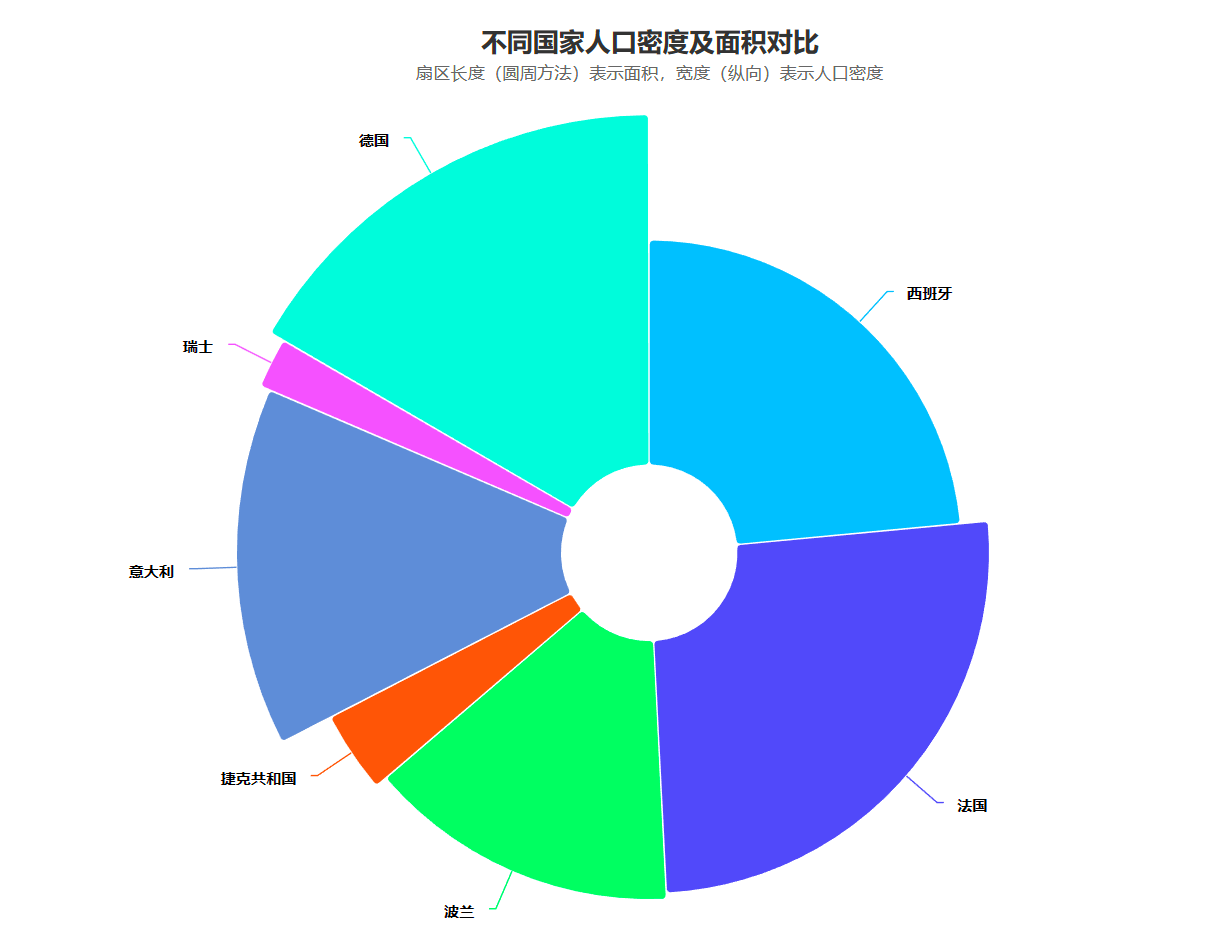 不同国家人口密度及面积对比
扇区长度（圆周方法）表示面积，宽度（纵向）表示人口密度
德国
西班牙
瑞士
意大利
捷克共和国
法国
波兰